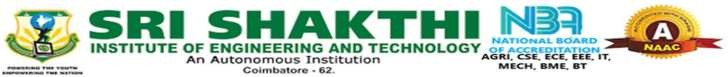 SRI SHAKTHI
INSTITUTE OF ENGINEERING AND TECHNOLOGY
An Autonomous Institution
Coimbatore - 62.
POWERING THE YOUTH
EMPOWERING THE NATION
NBA
NATIONAL BOARD
OF ACCREDITATION
AGRI, CSE, ECE, EEE, IT,
MECH, BME, BT
A
NAAC